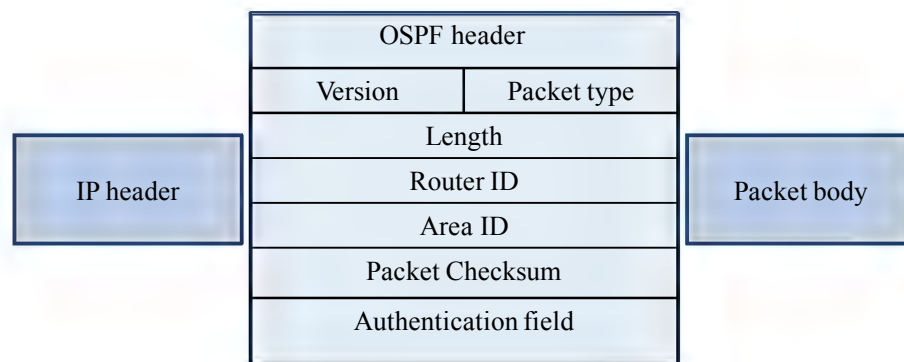 OSPF header
Version Packet type
Length
IP header
Router ID
Packet body
Area ID
Packet Checksum
Authentication field